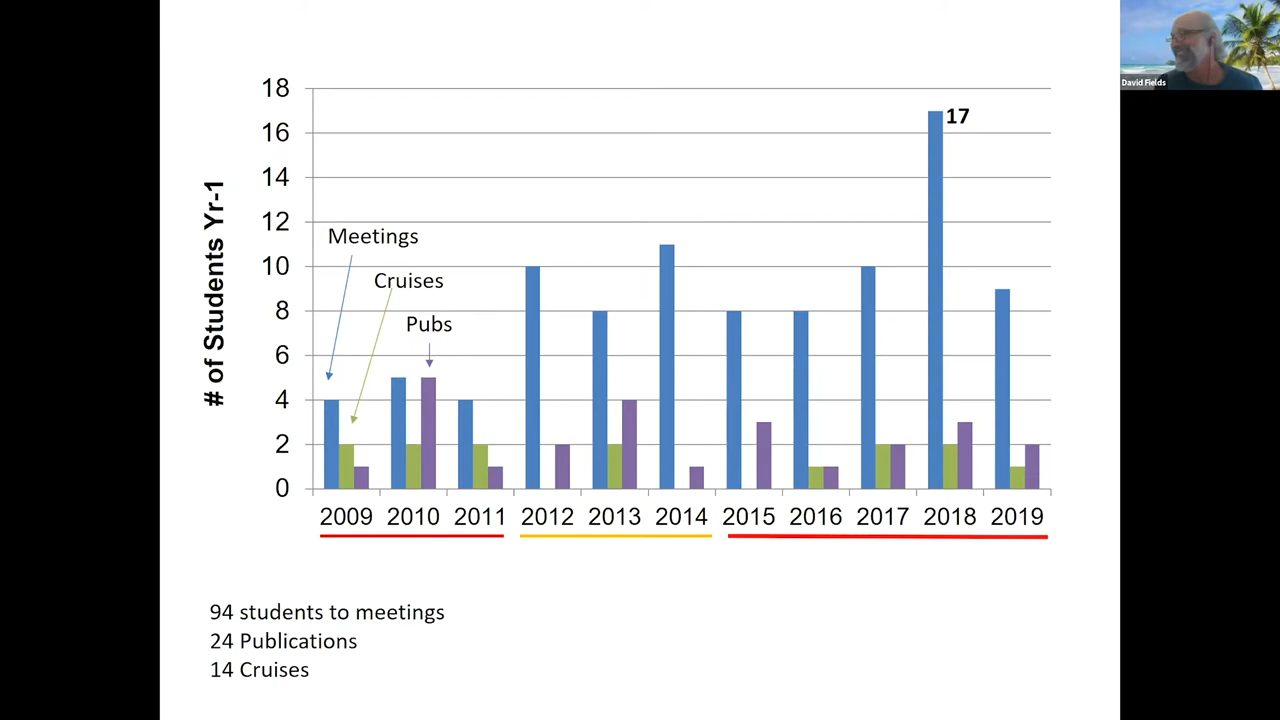 David Fields
18
16
14
12
10
8
6
4
2
0
# of Students Yr-1
17
Meetings
Cruises
Pubs
2009 2010 2011 2012 2013 2014 2015 2016 2017 2018 2019
94 students to meetings
24 Publications
14 Cruises